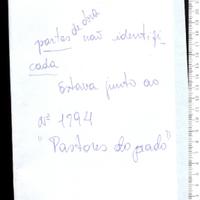 partes de obra não identifi
cada
Estava junto ao
nº 1794
"Pastores do prado"